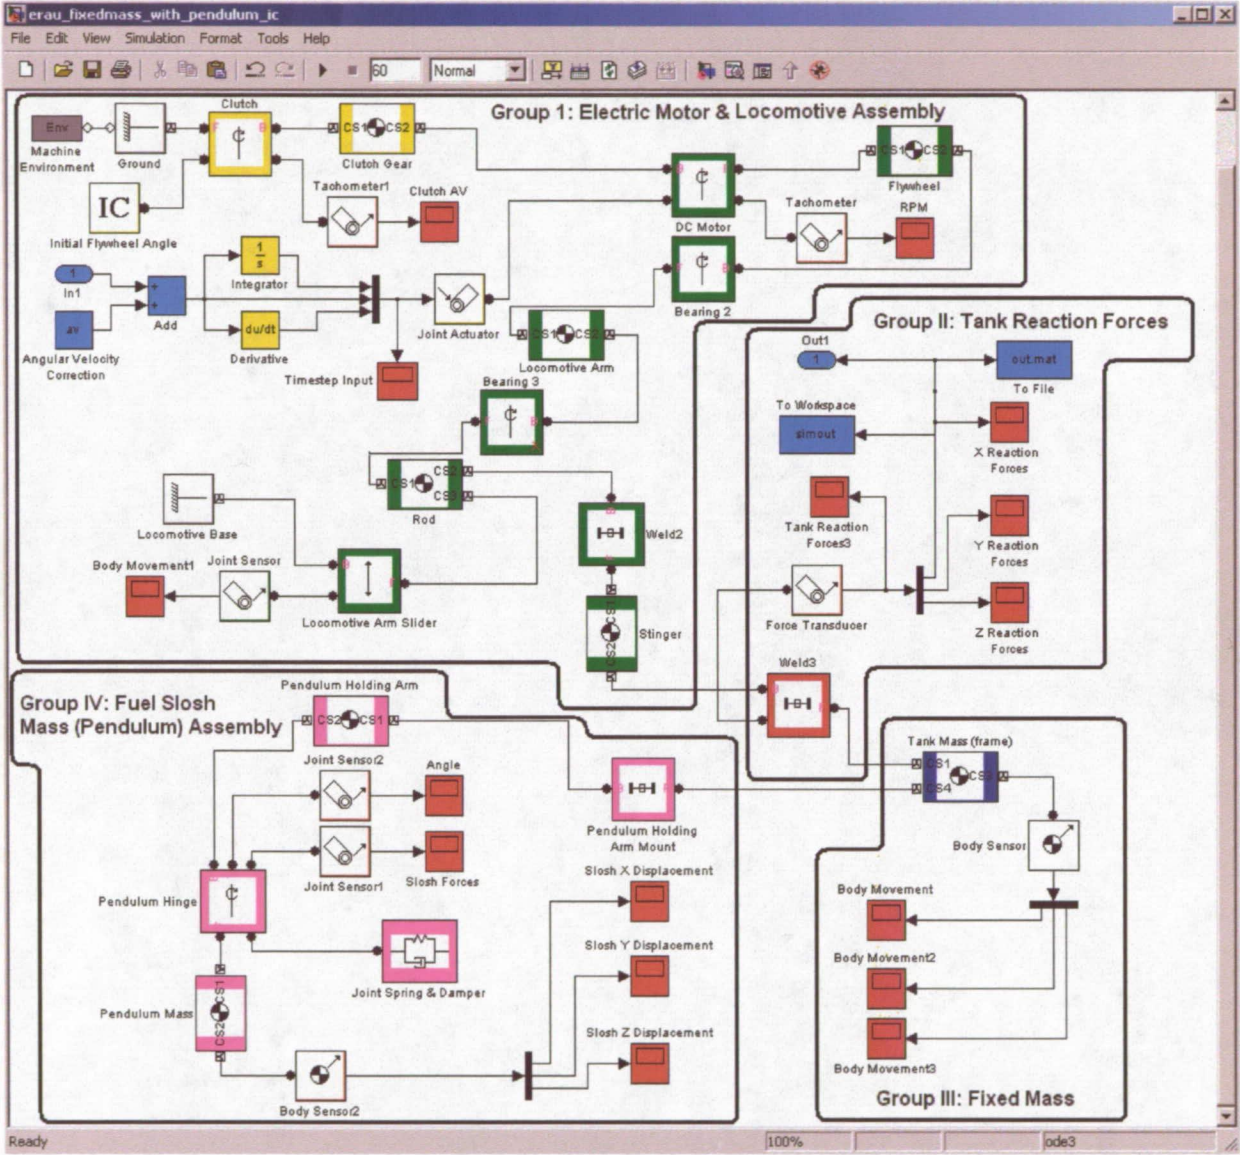 erau_fixedmass_with_pendulum_ic
File Edit View Simulation Format Tools Help
60 Normal
Group 1: Electric Motor & Locomotive Assembly
Clutch
Env
Machine
Environment
Ground
F B
CS1 CS2
Clutch Gear
Tachometer1
Clutch AV
IC
Initial Flywheel Angle
DC Motor
CS1 CS2
Flywheel
Tachometer
RPM
1
In1
Add
av
Angular Velocity
Correction
1
s
Integrator
du/dt
Derivative
Timestep Input
Joint Actuator
Bearing 2
CS1 CS2
Locomotive Arm
Bearing 3
CS1 CS2
CS3
Rod
Locomotive Base
Body Movement1
Joint Sensor
Locomotive Arm Slider
Weld2
CS1
CS2
Stinger
Group II: Tank Reaction Forces
Out1
1
out.mat
To File
To Workspace
simout
X Reaction
Forces
Tank Reaction
Forces3
Y Reaction
Forces
Force Transducer
Z Reaction
Forces
Weld3
Group IV: Fuel Slosh
Mass (Pendulum) Assembly
Pendulum Holding Arm
CS2 CS1
Joint Sensor2
Angle
Joint Sensor1
Slosh Forces
Pendulum Holding
Arm Mount
Pendulum Hinge
Joint Spring & Damper
CS1
CS2
Pendulum Mass
Body Sensor2
Slosh X Displacement
Slosh Y Displacement
Slosh Z Displacement
Tank Mass (frame)
CS1
CS3
CS4
Body Sensor
Body Movement
Body Movement2
Body Movement3
Group III: Fixed Mass
Ready 100% ode3